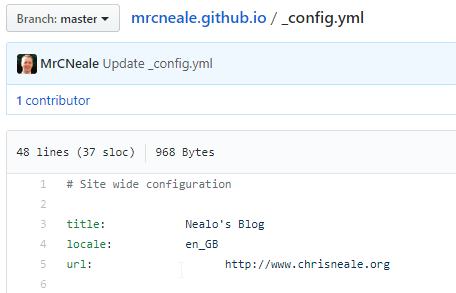 Branch: master
mrcneale.github.io / _config.yml
MrCNeale Update _config.yml
1 contributor
48 lines (37 sloc) 968 Bytes
1 # Site wide configuration
2
3 title: Nealo's Blog
4 locale: en_GB
5 url: http://www.chrisneale.org
6